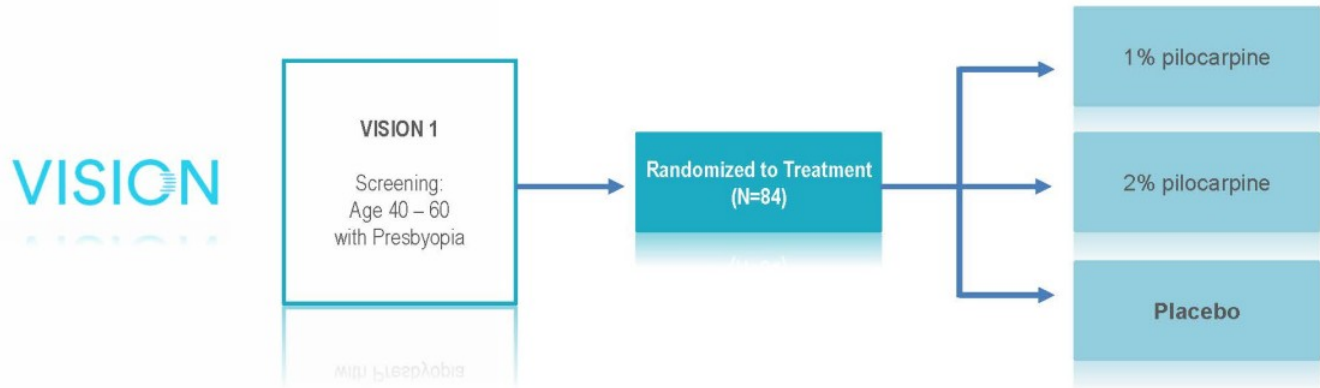 VISION
VISION 1
Screening:
Age 40 – 60
with Presbyopia
Randomized to Treatment
(N=84)
1% pilocarpine
2% pilocarpine
Placebo